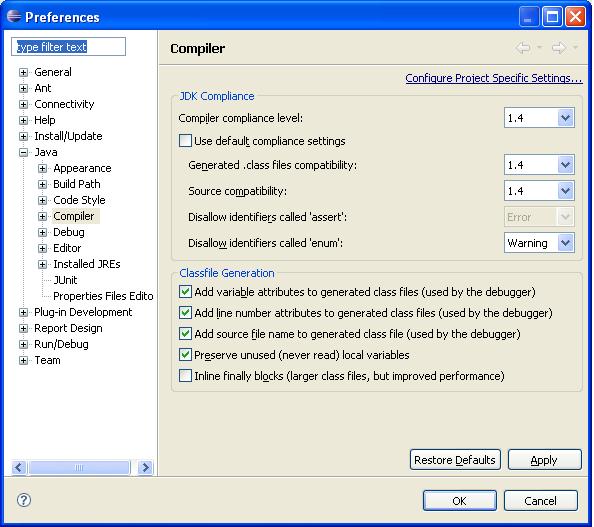 Preferences
type filter text
General
Ant
Connectivity
Help
Install/Update
Java
Appearance
Build Path
Code Style
Compiler
Debug
Editor
Installed JREs
JUnit
Properties Files Edito
Plug-in Development
Report Design
Run/Debug
Team
Compiler
Configure Project Specific Settings...
JDK Compliance
Compiler compliance level: 1.4
Use default compliance settings
Generated .class files compatibility: 1.4
Source compatibility: 1.4
Disallow identifiers called 'assert': Error
Disallow identifiers called 'enum': Warning
Classfile Generation
Add variable attributes to generated class files (used by the debugger)
Add line number attributes to generated class files (used by the debugger)
Add source file name to generated class file (used by the debugger)
Preserve unused (never read) local variables
Inline finally blocks (larger class files, but improved performance)
Restore Defaults Apply
? OK Cancel